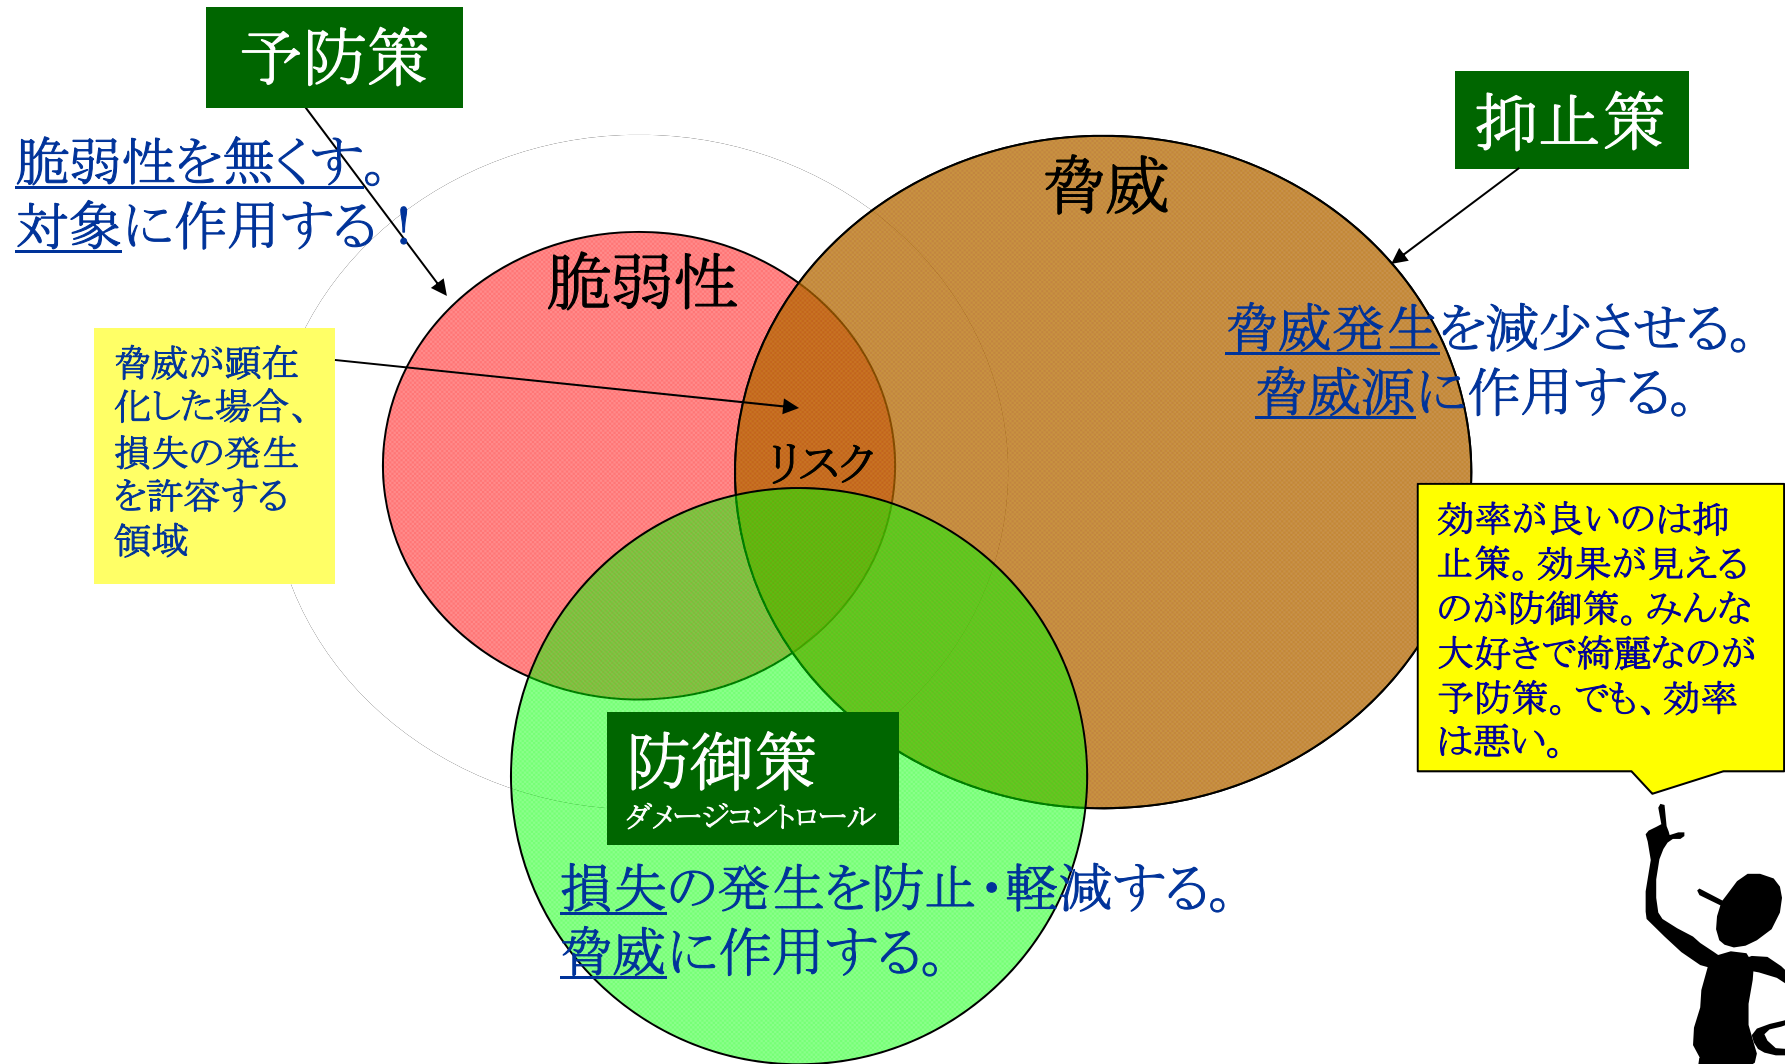 予防策
抑止策
脆弱性を無くす。
対象に作用する！
脅威
脆弱性
脅威が顕在
化した場合、
損失の発生
を許容する
領域
脅威発生を減少させる。
脅威源に作用する。
リスク
効率が良いのは抑
止策。効果が見える
のが防御策。みんな
大好きで綺麗なのが
予防策。でも、効率
は悪い。
防御策
ダメージコントロール
損失の発生を防止・軽減する。
脅威に作用する。